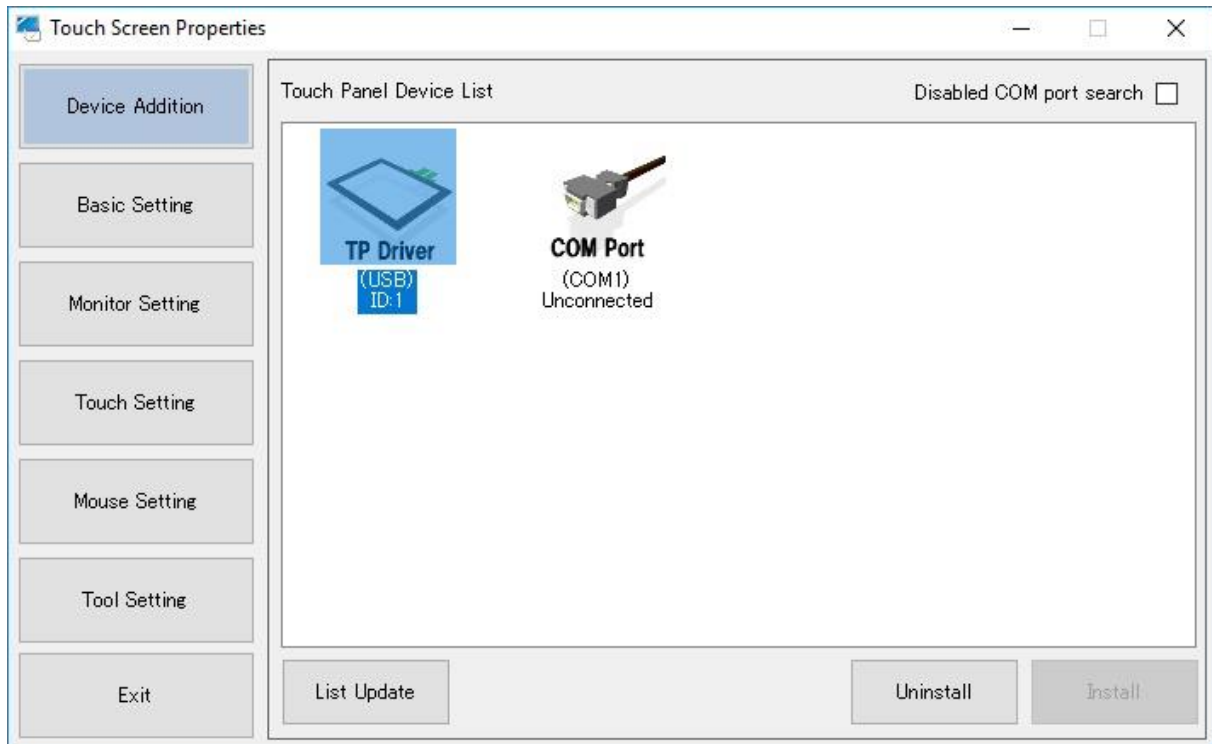 Touch Screen Properties
Device Addition
Basic Setting
Monitor Setting
Touch Setting
Mouse Setting
Tool Setting
Exit
Touch Panel Device List
Disabled COM port search
TP Driver
(USB)
ID:1
COM Port
(COM1)
Unconnected
List Update
Uninstall
Install